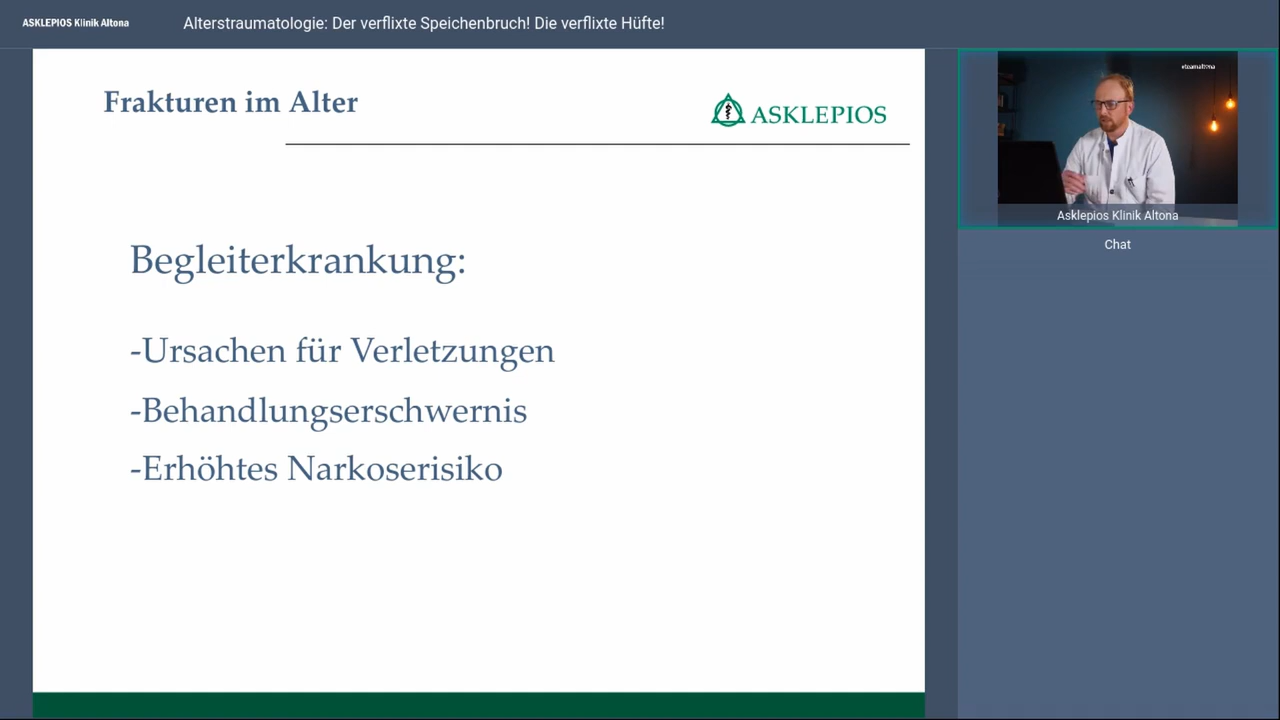 ASKLEPIOS Klinik Altona
Alterstraumatologie: Der verflixte Speichenbruch! Die verflixte Hüfte!
Frakturen im Alter
ASKLEPIOS
Begleiterkrankung:
-Ursachen für Verletzungen
-Behandlungserschwernis
-Erhöhtes Narkoserisiko
#teamaltona
Asklepios Klinik Altona
Chat